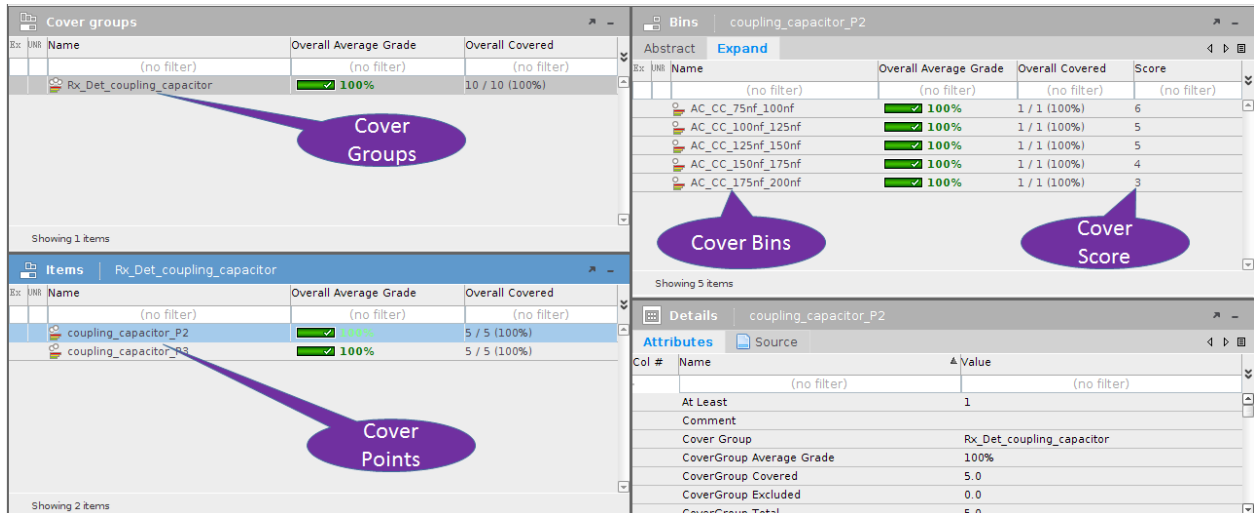 Cover groups
Ex UNR Name Overall Average Grade Overall Covered
(no filter) (no filter) (no filter)
Rx_Det_coupling_capacitor 100% 10 / 10 (100%)
Cover
Groups
Showing 1 items
Items Rx_Det_coupling_capacitor
Ex UNR Name Overall Average Grade Overall Covered
(no filter) (no filter) (no filter)
coupling_capacitor_P2 100% 5 / 5 (100%)
coupling_capacitor_P3 100% 5 / 5 (100%)
Cover
Points
Showing 2 items
Bins coupling_capacitor_P2
Abstract Expand
Ex UNR Name Overall Average Grade Overall Covered Score
(no filter) (no filter) (no filter) (no filter)
AC_CC_75nf_100nf 100% 1 / 1 (100%) 6
AC_CC_100nf_125nf 100% 1 / 1 (100%) 5
AC_CC_125nf_150nf 100% 1 / 1 (100%) 5
AC_CC_150nf_175nf 100% 1 / 1 (100%) 4
AC_CC_175nf_200nf 100% 1 / 1 (100%) 3
Cover Bins
Cover
Score
Showing 5 items
Details coupling_capacitor_P2
Attributes Source
Col # Name Value
(no filter) (no filter)
At Least 1
Comment
Cover Group Rx_Det_coupling_capacitor
CoverGroup Average Grade 100%
CoverGroup Covered 5.0
CoverGroup Excluded 0.0
CoverGroup Total 5.0